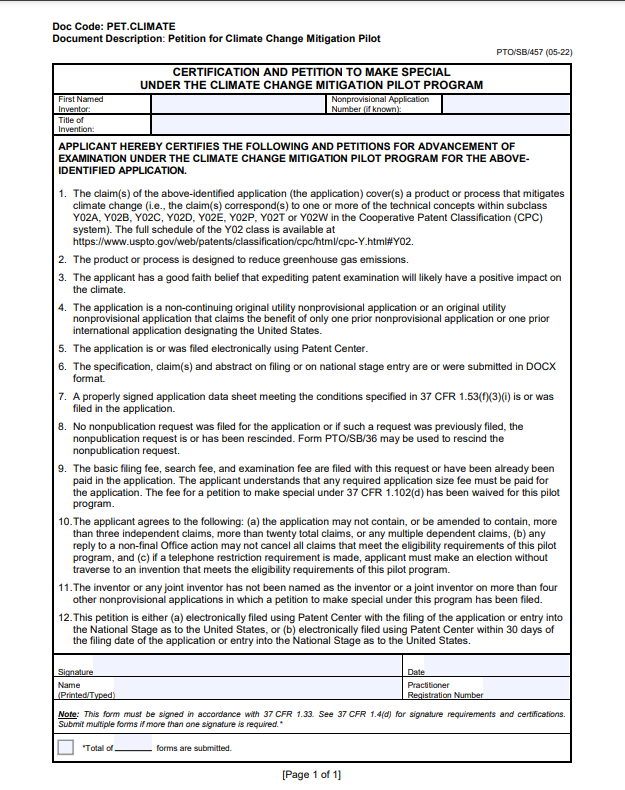 Doc Code: PET.CLIMATE
Document Description: Petition for Climate Change Mitigation Pilot
PTO/SB/457 (05-22)
CERTIFICATION AND PETITION TO MAKE SPECIAL
UNDER THE CLIMATE CHANGE MITIGATION PILOT PROGRAM
First Named
Inventor:
Nonprovisional Application
Number (if known):
Title of
Invention:
APPLICANT HEREBY CERTIFIES THE FOLLOWING AND PETITIONS FOR ADVANCEMENT OF
EXAMINATION UNDER THE CLIMATE CHANGE MITIGATION PILOT PROGRAM FOR THE ABOVE-
IDENTIFIED APPLICATION.
1. The claim(s) of the above-identified application (the application) cover(s) a product or process that mitigates
climate change (i.e., the claim(s) correspond(s) to one or more of the technical concepts within subclass
Y02A, Y02B, Y02C, Y02D, Y02E, Y02P, Y02T or Y02W in the Cooperative Patent Classification (CPC)
system). The full schedule of the Y02 class is available at
https://www.uspto.gov/web/patents/classification/cpc/html/cpc-Y.html#Y02.
2. The product or process is designed to reduce greenhouse gas emissions.
3. The applicant has a good faith belief that expediting patent examination will likely have a positive impact on
the climate.
4. The application is a non-continuing original utility nonprovisional application or an original utility
nonprovisional application that claims the benefit of only one prior nonprovisional application or one prior
international application designating the United States.
5. The application is or was filed electronically using Patent Center.
6. The specification, claim(s) and abstract on filing or on national stage entry are or were submitted in DOCX
format.
7. A properly signed application data sheet meeting the conditions specified in 37 CFR 1.53(f)(3)(i) is or was
filed in the application.
8. No nonpublication request was filed for the application or if such a request was previously filed, the
nonpublication request is or has been rescinded. Form PTO/SB/36 may be used to rescind the
nonpublication request.
9. The basic filing fee, search fee, and examination fee are filed with this request or have been already been
paid in the application. The applicant understands that any required application size fee must be paid for
the application. The fee for a petition to make special under 37 CFR 1.102(d) has been waived for this pilot
program.
10. The applicant agrees to the following: (a) the application may not contain, or be amended to contain, more
than three independent claims, more than twenty total claims, or any multiple dependent claims, (b) any
reply to a non-final Office action may not cancel all claims that meet the eligibility requirements of this pilot
program, and (c) if a telephone restriction requirement is made, applicant must make an election without
traverse to an invention that meets the eligibility requirements of this pilot program.
11. The inventor or any joint inventor has not been named as the inventor or a joint inventor on more than four
other nonprovisional applications in which a petition to make special under this program has been filed.
12. This petition is either (a) electronically filed using Patent Center with the filing of the application or entry into
the National Stage as to the United States, or (b) electronically filed using Patent Center within 30 days of
the filing date of the application or entry into the National Stage as to the United States.
Signature
Date
Name
(Printed/Typed)
Practitioner
Registration Number
Note: This form must be signed in accordance with 37 CFR 1.33. See 37 CFR 1.4(d) for signature requirements and certifications.
Submit multiple forms if more than one signature is required.*
*Total of ______ forms are submitted.
[Page 1 of 1]